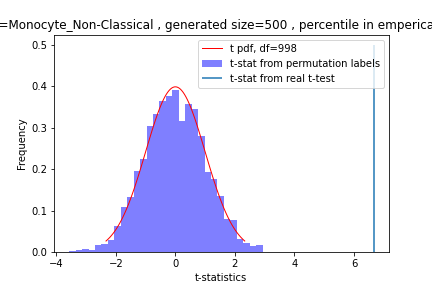 =Monocyte_Non-Classical , generated size=500 , percentile in emperica
t pdf, df=998
t-stat from permutation labels
t-stat from real t-test
0.5
0.4
0.3
0.2
0.1
0.0
Frequency
−4
−2
0
2
4
6
t-statistics